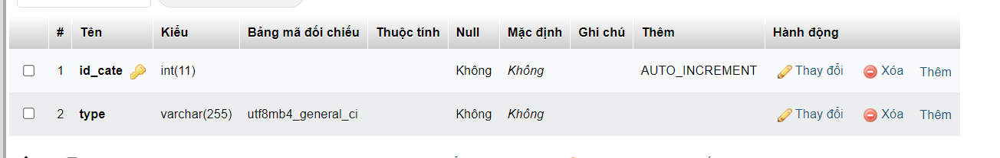 # Tên Kiểu Bảng mã đối chiếu Thuộc tính Null Mặc định Ghi chú Thêm Hành động
1 id_cate int(11) Không Không AUTO_INCREMENT Thay đổi Xóa Thêm
2 type varchar(255) utf8mb4_general_ci Không Không Thay đổi Xóa Thêm